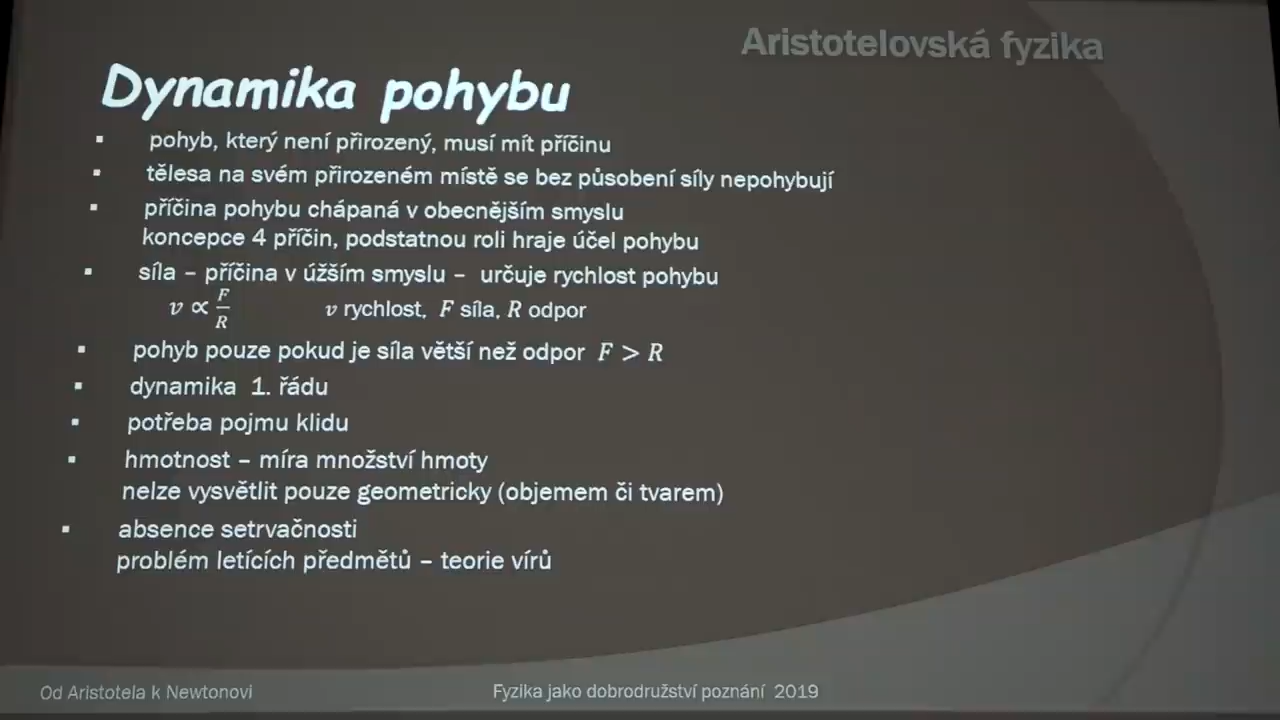 Aristotelovská fyzika
Dynamika pohybu
▪ pohyb, který není přirozený, musí mít příčinu
▪ tělesa na svém přirozeném místě se bez působení síly nepohybují
▪ příčina pohybu chápaná v obecnějším smyslu
koncepce 4 příčin, podstatnou roli hraje účel pohybu
▪ síla – příčina v úžším smyslu – určuje rychlost pohybu
v ∝ F/R v rychlost, F síla, R odpor
▪ pohyb pouze pokud je síla větší než odpor F > R
▪ dynamika 1. řádu
▪ potřeba pojmu klidu
▪ hmotnost – míra množství hmoty
nelze vysvětlit pouze geometricky (objemem či tvarem)
▪ absence setrvačnosti
problém letících předmětů – teorie vírů
Od Aristotela k Newtonovi
Fyzika jako dobrodružství poznání 2019